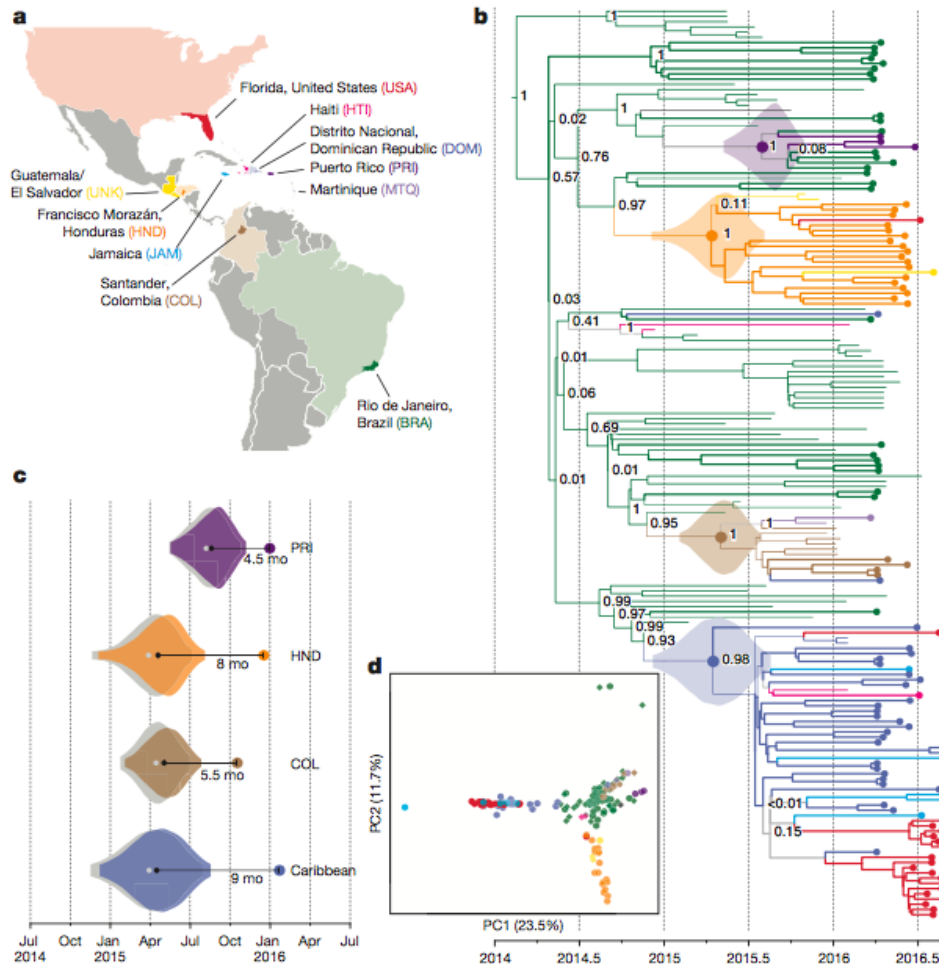 a
Florida, United States (USA)
Haiti (HTI)
Distrito Nacional,
Dominican Republic (DOM)
Puerto Rico (PRI)
Martinique (MTQ)
Guatemala/
El Salvador (UNK)
Francisco Morazán,
Honduras (HND)
Jamaica (JAM)
Santander,
Colombia (COL)
Rio de Janeiro,
Brazil (BRA)
b
1
1
1
0.02
1
1
0.08
0.76
0.57
0.97
0.11
1
0.03
0.41
1
0.01
0.06
0.69
0.01
0.01
1
0.95
1
1
0.99
0.97
0.99
0.93
0.98
<0.01
0.15
2014
2014.5
2015
2015.5
2016
2016.5
c
PRI
4.5 mo
HND
8 mo
COL
5.5 mo
Caribbean
9 mo
Jul
2014
Oct
Jan
2015
Apr
Jul
Oct
Jan
2016
Apr
Jul
d
PC2 (11.7%)
PC1 (23.5%)